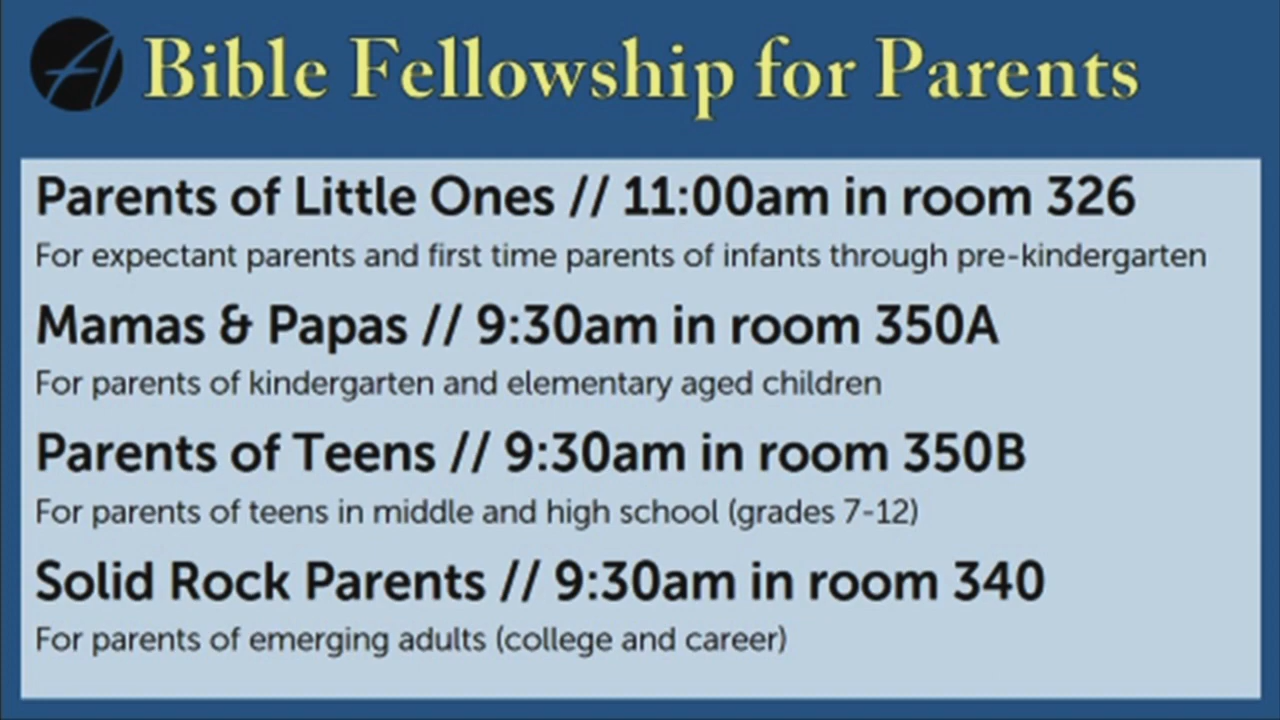 A
Bible Fellowship for Parents
Parents of Little Ones // 11:00am in room 326
For expectant parents and first time parents of infants through pre-kindergarten
Mamas & Papas // 9:30am in room 350A
For parents of kindergarten and elementary aged children
Parents of Teens // 9:30am in room 350B
For parents of teens in middle and high school (grades 7-12)
Solid Rock Parents // 9:30am in room 340
For parents of emerging adults (college and career)